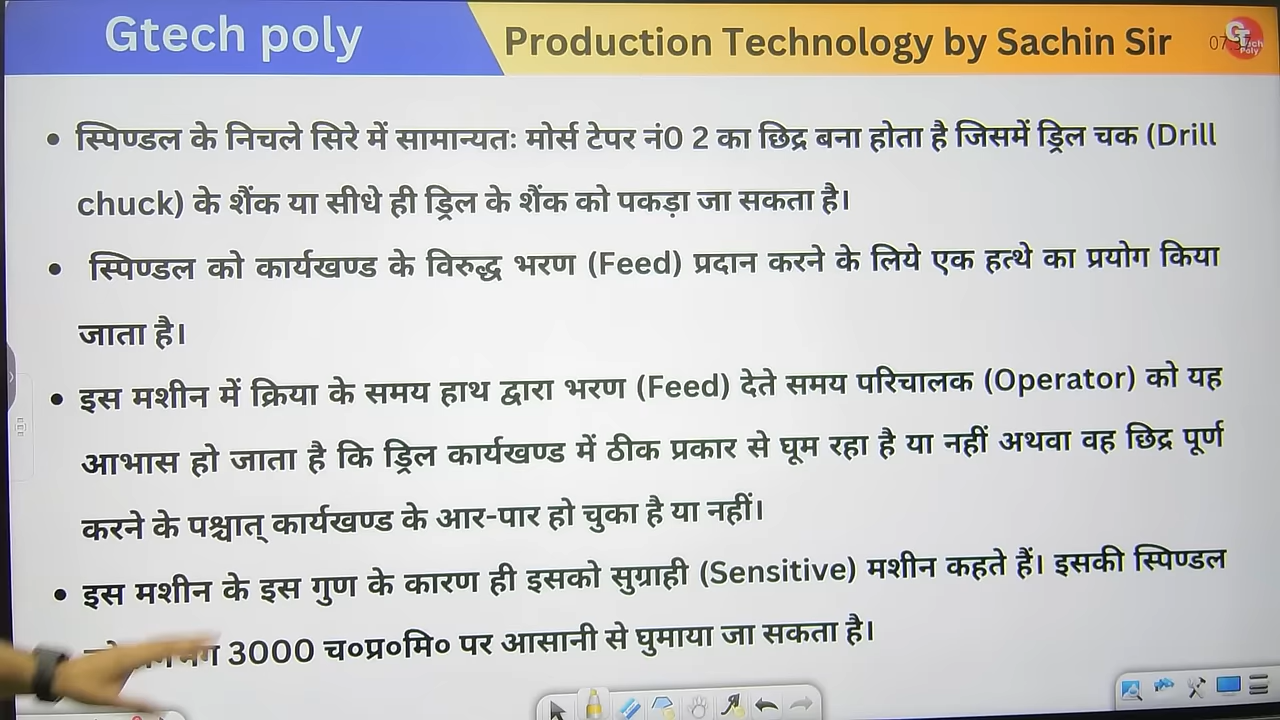 Gtech poly
Production Technology by Sachin Sir
• स्पिण्डल के निचले सिरे में सामान्यतः मोर्स टेपर नं0 2 का छिद्र बना होता है जिसमें ड्रिल चक (Drill
chuck) के शैंक या सीधे ही ड्रिल के शैंक को पकड़ा जा सकता है।
• स्पिण्डल को कार्यखण्ड के विरुद्ध भरण (Feed) प्रदान करने के लिये एक हत्थे का प्रयोग किया
जाता है।
• इस मशीन में क्रिया के समय हाथ द्वारा भरण (Feed) देते समय परिचालक (Operator) को यह
आभास हो जाता है कि ड्रिल कार्यखण्ड में ठीक प्रकार से घूम रहा है या नहीं अथवा वह छिद्र पूर्ण
करने के पश्चात् कार्यखण्ड के आर-पार हो चुका है या नहीं।
• इस मशीन के इस गुण के कारण ही इसको सुग्राही (Sensitive) मशीन कहते हैं। इसकी स्पिण्डल
3000 च०प्र०मि० पर आसानी से घुमाया जा सकता है।